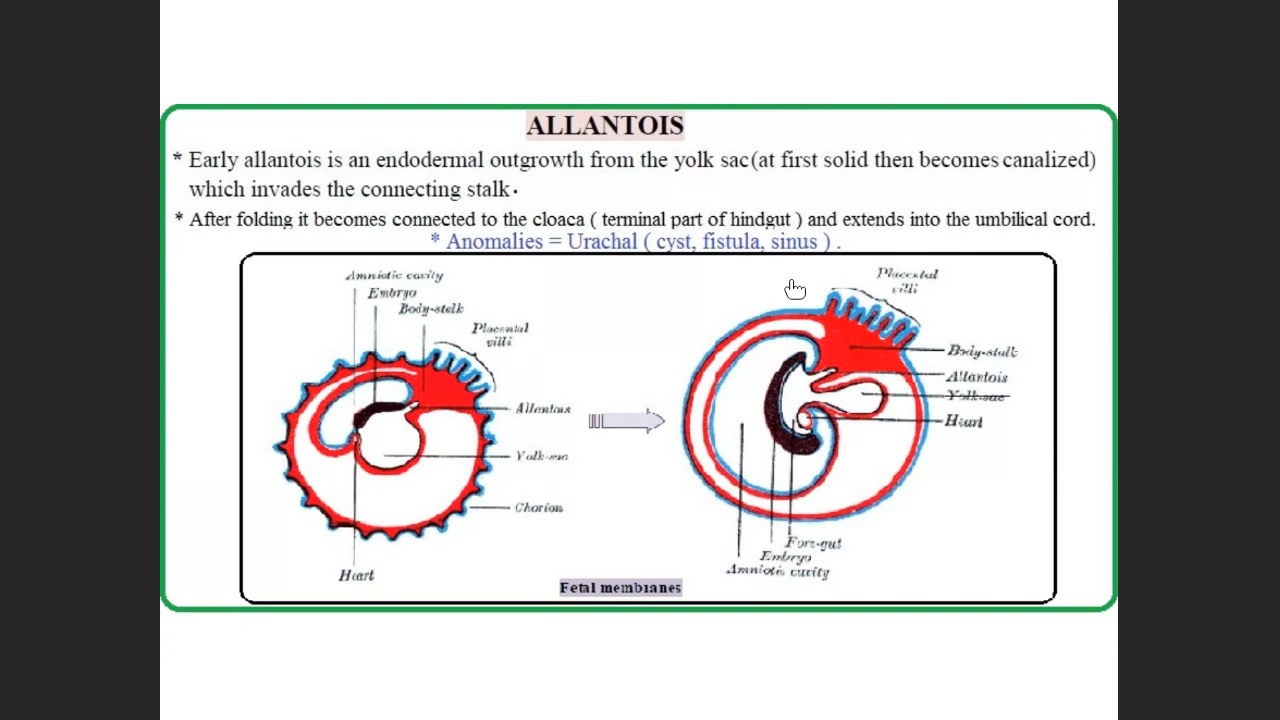 ALLANTOIS
* Early allantois is an endodermal outgrowth from the yolk sac(at first solid then becomes canalized)
which invades the connecting stalk.
* After folding it becomes connected to the cloaca ( terminal part of hindgut ) and extends into the umbilical cord.
* Anomalies = Urachal ( cyst, fistula, sinus ) .
Amniotic cavity
Embryo
Body-stalk
Placental
villi
Allantois
Yolk-sac
Chorion
Heart
Placental
villi
Body-stalk
Allantois
Yolk-sac
Heart
Fore-gut
Embryo
Amniotic cavity
Fetal membranes